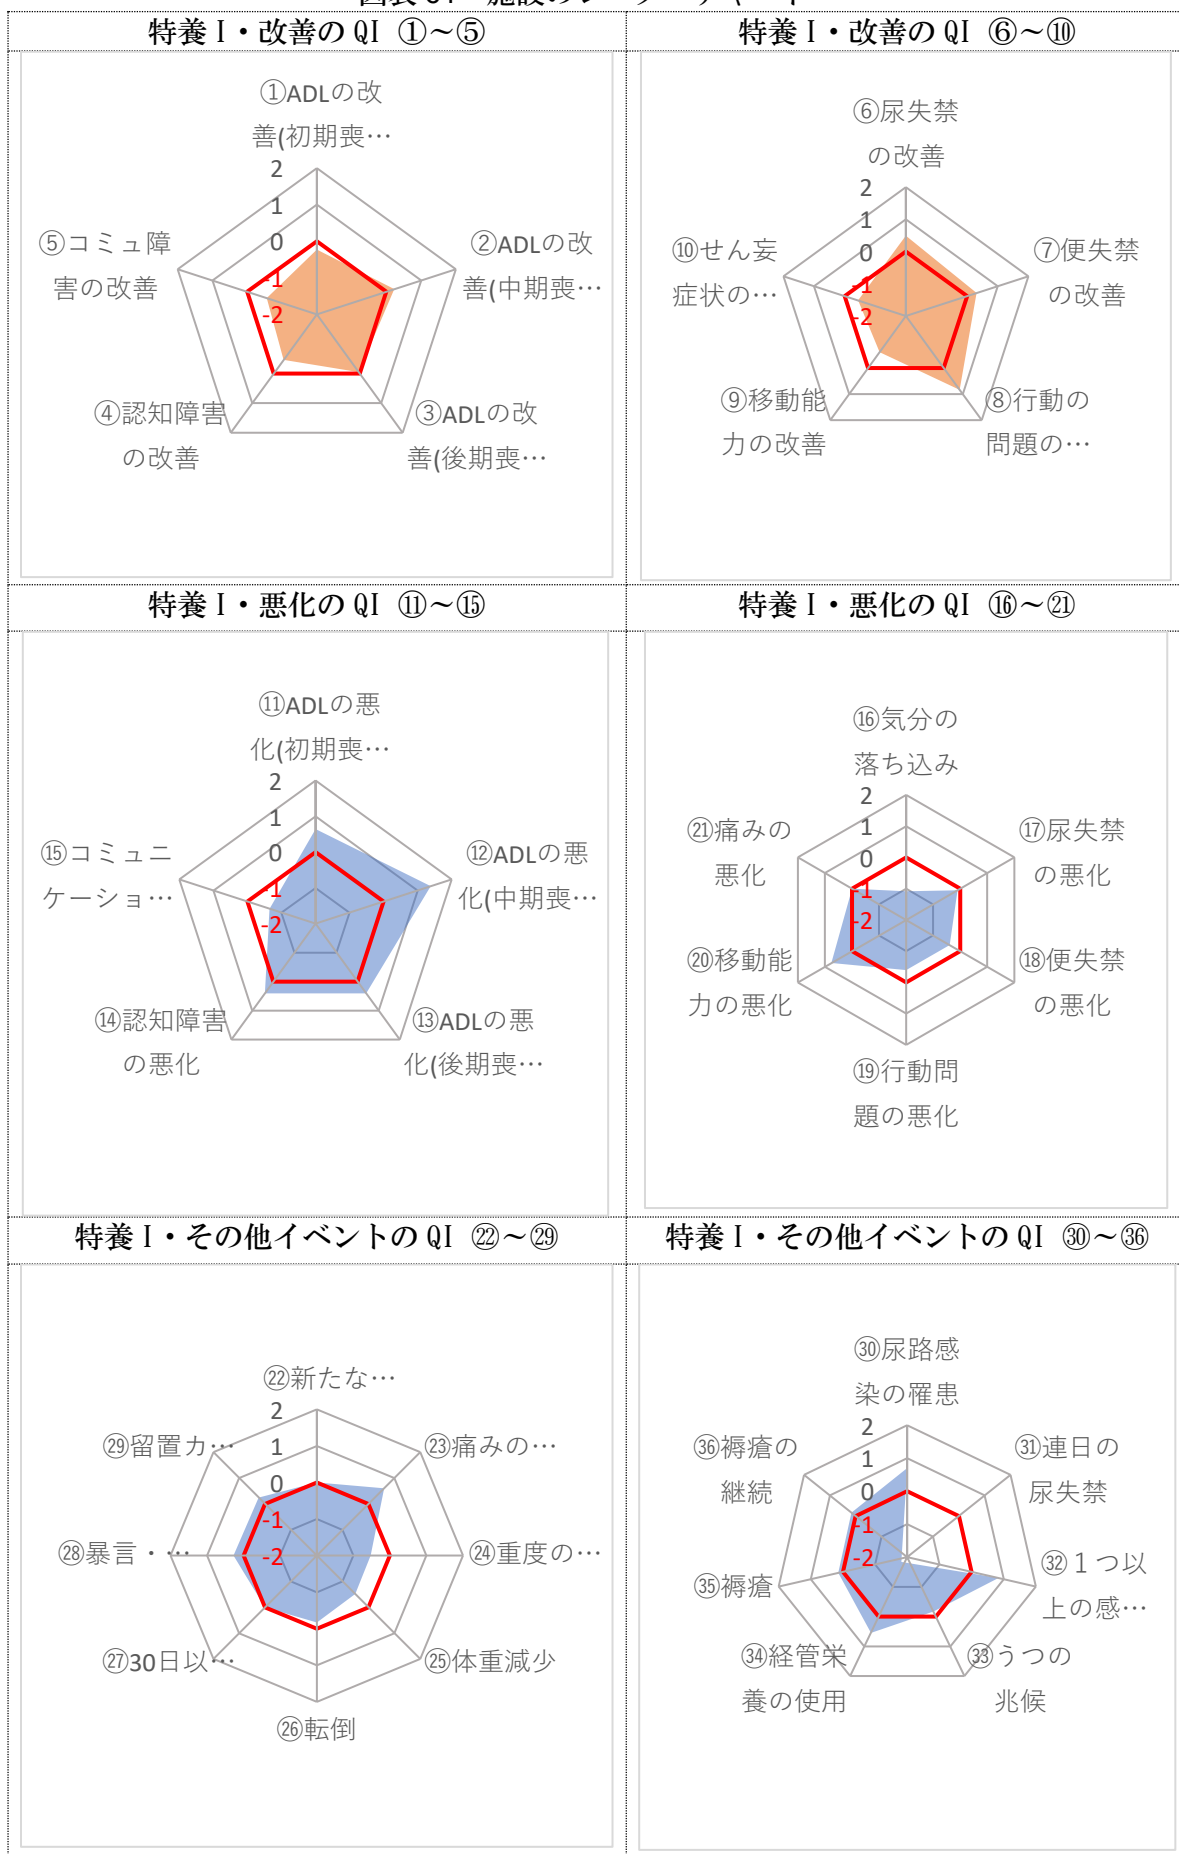 特養Ⅰ・改善の QI ①～⑤
特養Ⅰ・改善の QI ⑥～⑩
①ADLの改
善(初期喪…
2
1
0
-1
-2
②ADLの改
善(中期喪…
③ADLの改
善(後期喪…
④認知障害
の改善
⑤コミュ障
害の改善
⑥尿失禁
の改善
2
1
0
-1
-2
⑦便失禁
の改善
⑧行動の
問題の…
⑨移動能
力の改善
⑩せん妄
症状の…
特養Ⅰ・悪化の QI ⑪～⑮
特養Ⅰ・悪化の QI ⑯～㉑
⑪ADLの悪
化(初期喪…
2
1
0
-1
-2
⑫ADLの悪
化(中期喪…
⑬ADLの悪
化(後期喪…
⑭認知障害
の悪化
⑮コミュニ
ケーショ…
⑯気分の
落ち込み
2
1
0
-1
-2
⑰尿失禁
の悪化
⑱便失禁
の悪化
⑲行動問
題の悪化
⑳移動能
力の悪化
㉑痛みの
悪化
特養Ⅰ・その他イベントの QI ㉒～㉙
特養Ⅰ・その他イベントの QI ㉚～㊱
㉒新たな…
2
1
0
-1
-2
㉓痛みの…
㉔重度の…
㉕体重減少
㉖転倒
㉗30日以…
㉘暴言・…
㉙留置カ…
㉚尿路感
染の罹患
2
1
0
-1
-2
㉛連日の
尿失禁
㉜１つ以
上の感…
㉝うつの
兆候
㉞経管栄
養の使用
㉟褥瘡
㊱褥瘡の
継続